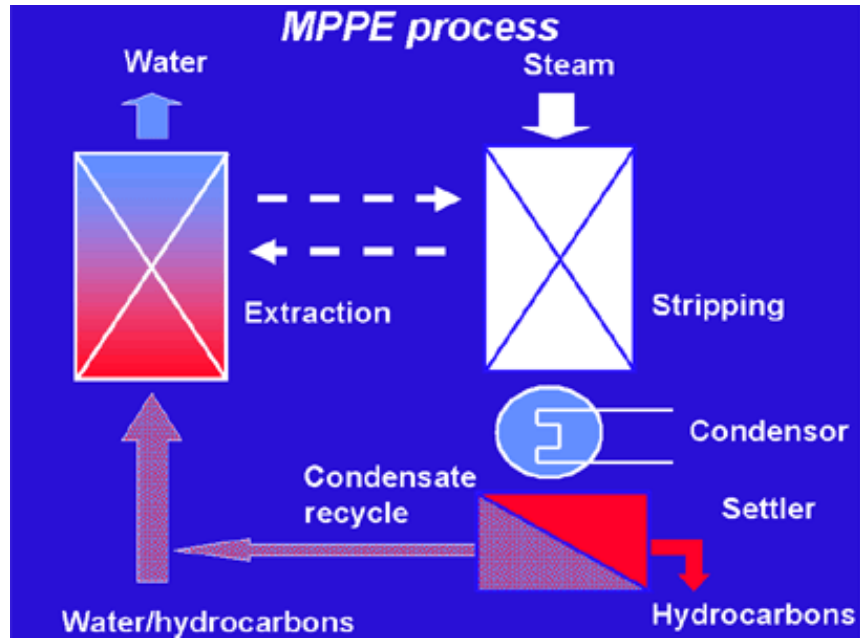 MPPE process
Water
Steam
Extraction
Stripping
Condensor
Condensate
recycle
Settler
Water/hydrocarbons
Hydrocarbons